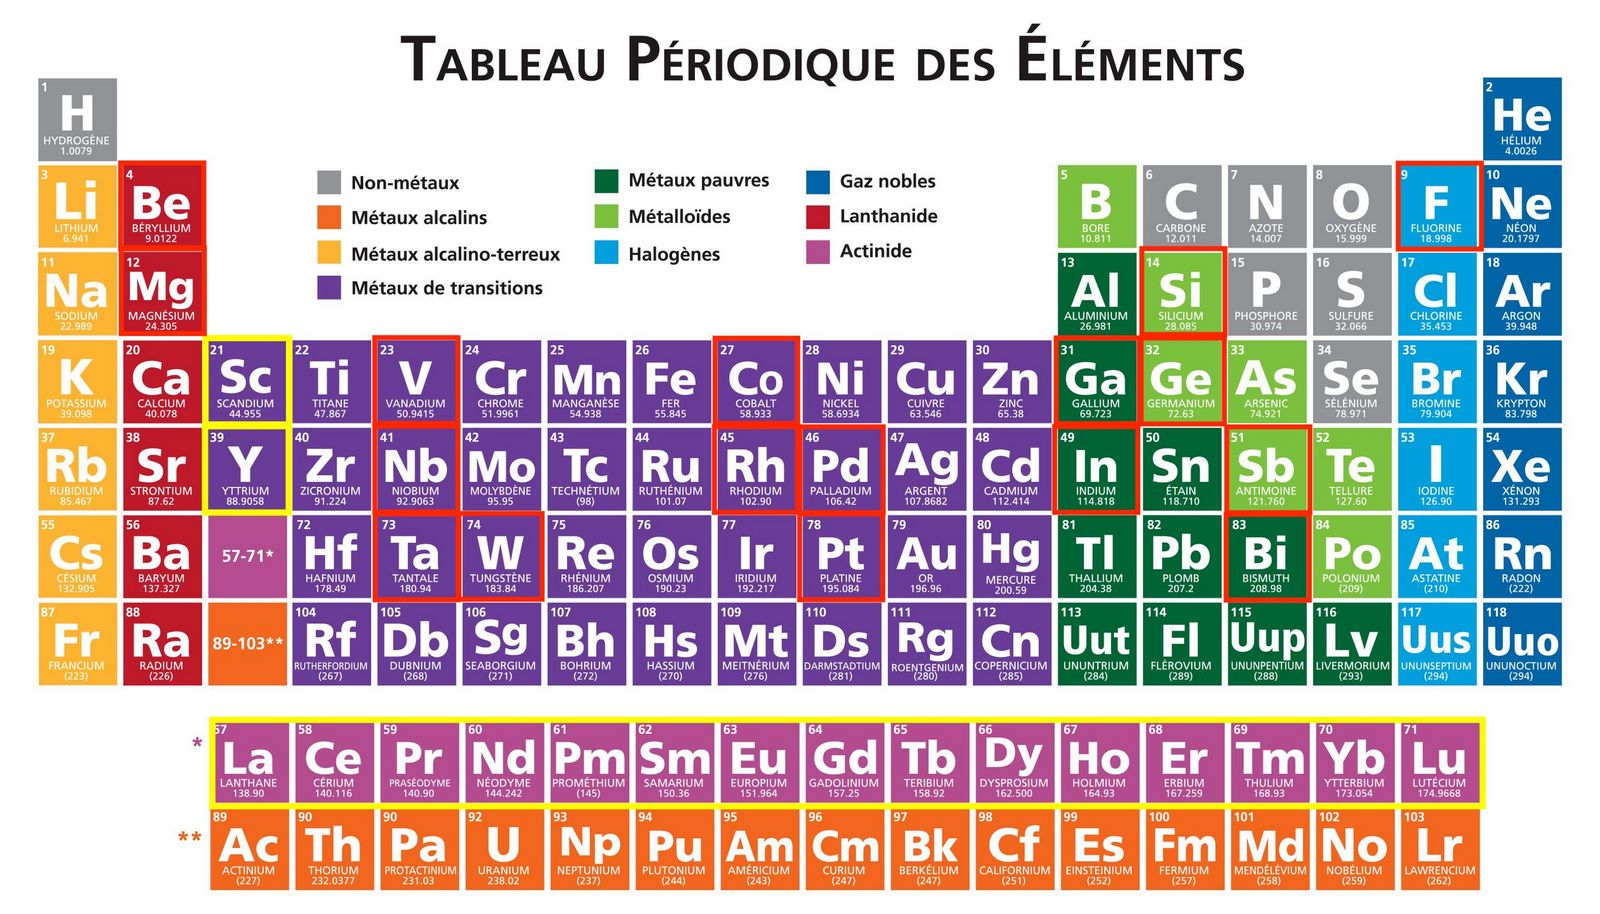 TABLEAU PÉRIODIQUE DES ÉLÉMENTS
1
H
HYDROGÈNE
1.0079
2
He
HÉLIUM
4.0026
Non-métaux
Métaux alcalins
Métaux alcalino-terreux
Métaux de transitions
Métaux pauvres
Métalloïdes
Halogènes
Gaz nobles
Lanthanide
Actinide
3
Li
LITHIUM
6.941
4
Be
BÉRYLLIUM
9.0122
5
B
BORE
10.811
6
C
CARBONE
12.011
7
N
AZOTE
14.007
8
O
OXYGÈNE
15.999
9
F
FLUORINE
18.998
10
Ne
NÉON
20.1797
11
Na
SODIUM
22.989
12
Mg
MAGNÉSIUM
24.305
13
Al
ALUMINIUM
26.981
14
Si
SILICIUM
28.085
15
P
PHOSPHORE
30.974
16
S
SULFURE
32.066
17
Cl
CHLORINE
35.453
18
Ar
ARGON
39.948
19
K
POTASSIUM
39.098
20
Ca
CALCIUM
40.078
21
Sc
SCANDIUM
44.955
22
Ti
TITANE
47.867
23
V
VANADIUM
50.9415
24
Cr
CHROME
51.9961
25
Mn
MANGANÈSE
54.938
26
Fe
FER
55.845
27
Co
COBALT
58.933
28
Ni
NICKEL
58.6934
29
Cu
CUIVRE
63.546
30
Zn
ZINC
65.38
31
Ga
GALLIUM
69.723
32
Ge
GERMANIUM
72.63
33
As
ARSENIC
74.921
34
Se
SÉLÉNIUM
78.971
35
Br
BROMINE
79.904
36
Kr
KRYPTON
83.798
37
Rb
RUBIDIUM
85.467
38
Sr
STRONTIUM
87.62
39
Y
YTTRIUM
88.9058
40
Zr
ZICRONIUM
91.224
41
Nb
NIOBIUM
92.9063
42
Mo
MOLYBDÈNE
95.95
43
Tc
TECHNÉTIUM
(98)
44
Ru
RUTHÉNIUM
101.07
45
Rh
RHODIUM
102.90
46
Pd
PALLADIUM
106.42
47
Ag
ARGENT
107.8682
48
Cd
CADMIUM
112.414
49
In
INDIUM
114.818
50
Sn
ÉTAIN
118.710
51
Sb
ANTIMOINE
121.760
52
Te
TELLURE
127.60
53
I
IODINE
126.90
54
Xe
XÉNON
131.293
55
Cs
CÉSIUM
132.905
56
Ba
BARYUM
137.327
57-71*
72
Hf
HAFNIUM
178.49
73
Ta
TANTALE
180.94
74
W
TUNGSTÈNE
183.84
75
Re
RHÉNIUM
186.207
76
Os
OSMIUM
190.23
77
Ir
IRIDIUM
192.217
78
Pt
PLATINE
195.084
79
Au
OR
196.96
80
Hg
MERCURE
200.59
81
Tl
THALLIUM
204.38
82
Pb
PLOMB
207.2
83
Bi
BISMUTH
208.98
84
Po
POLONIUM
(209)
85
At
ASTATINE
(210)
86
Rn
RADON
(222)
87
Fr
FRANCIUM
(223)
88
Ra
RADIUM
(226)
89-103**
104
Rf
RUTHERFORDIUM
(267)
105
Db
DUBNIUM
(268)
106
Sg
SEABORGIUM
(271)
107
Bh
BOHRIUM
(272)
108
Hs
HASSIUM
(270)
109
Mt
MEITNÉRIUM
(276)
110
Ds
DARMSTADTIUM
(281)
111
Rg
ROENTGENIUM
(280)
112
Cn
COPERNICIUM
(285)
113
Uut
UNUNTRIUM
(284)
114
Fl
FLÉROVIUM
(289)
115
Uup
UNUNPENTIUM
(288)
116
Lv
LIVERMORIUM
(293)
117
Uus
UNUNSEPTIUM
(294)
118
Uuo
UNUNOCTIUM
(294)
*
57
La
LANTHANE
138.90
58
Ce
CÉRIUM
140.116
59
Pr
PRASÉODYME
140.90
60
Nd
NÉODYME
144.242
61
Pm
PROMÉTHIUM
(145)
62
Sm
SAMARIUM
150.36
63
Eu
EUROPIUM
151.964
64
Gd
GADOLINIUM
157.25
65
Tb
TERIBIUM
158.92
66
Dy
DYSPROSIUM
162.500
67
Ho
HOLMIUM
164.93
68
Er
ERBIUM
167.259
69
Tm
THULIUM
168.93
70
Yb
YTTERBIUM
173.054
71
Lu
LUTÉCIUM
174.9668
**
89
Ac
ACTINIUM
(227)
90
Th
THORIUM
232.0377
90
Pa
PROTACTINIUM
231.03
92
U
URANIUM
238.02
93
Np
NEPTUNIUM
(237)
94
Pu
PLUTONIUM
(244)
95
Am
AMÉRICIUM
(243)
96
Cm
CURIUM
(247)
97
Bk
BERKÉLIUM
(247)
98
Cf
CALIFORNIUM
(251)
99
Es
EINSTEINIUM
(252)
100
Fm
FERMIUM
(257)
101
Md
MENDÉLÉVIUM
(258)
102
No
NOBÉLIUM
(259)
103
Lr
LAWRENCIUM
(262)